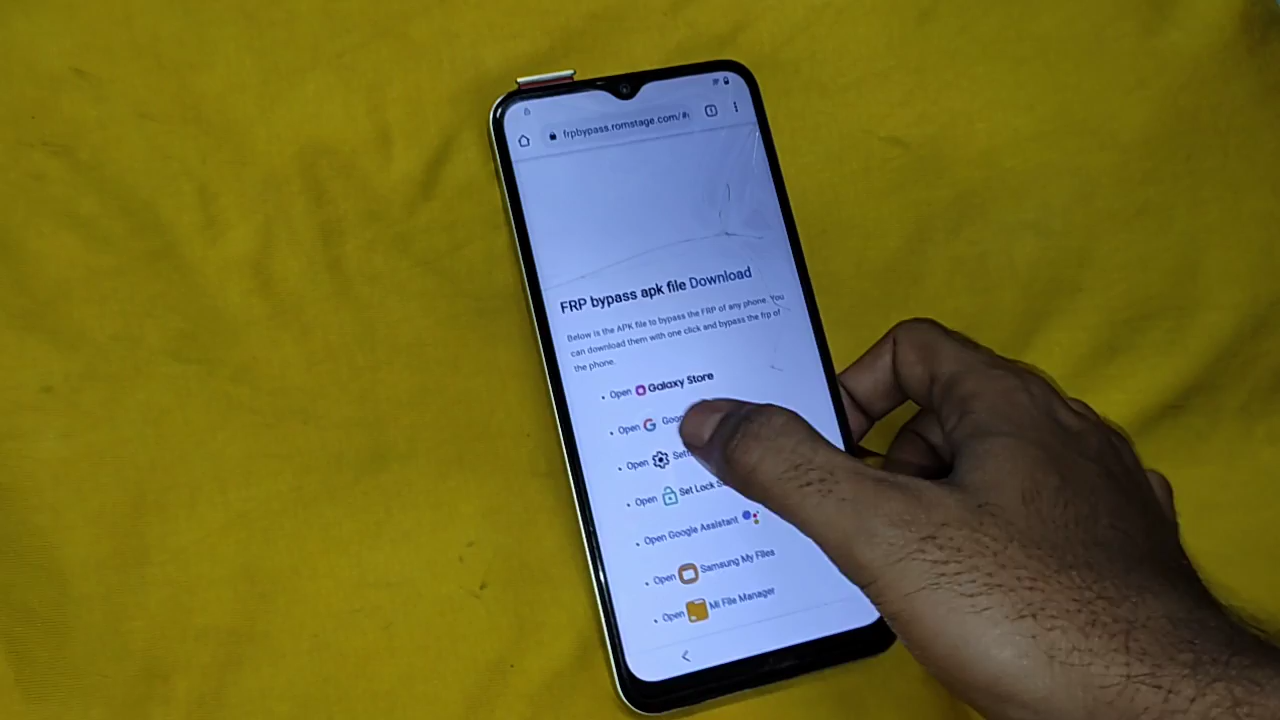 frpbypass.romstage.com/#
FRP bypass apk file Download
Below is the APK file to bypass the FRP of any phone. You
can download them with one click and bypass the frp of
the phone.
• Open Galaxy Store
• Open
• Open
• Open Set Lock
• Open Google Assistant
• Open Samsung My Files
• Open Mi File Manager